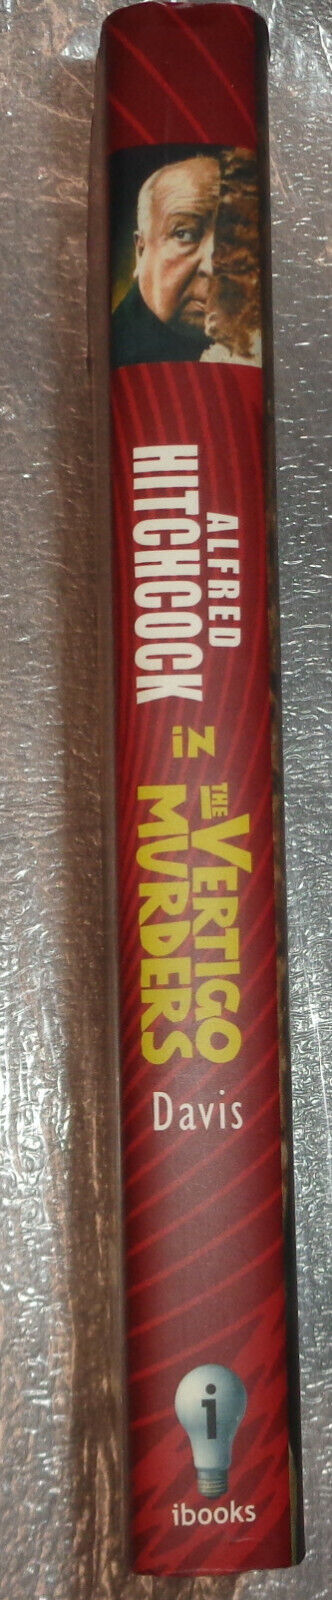 ALFRED
HITCHCOCK
in
THE VERTIGO
MURDERS
Davis
i
ibooks